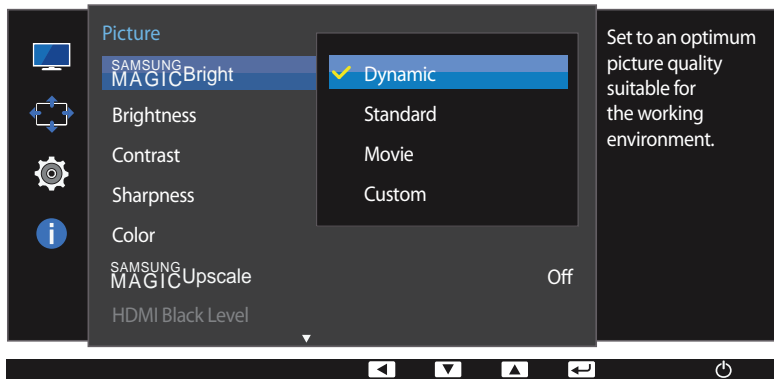 Picture
SAMSUNG
MAGICBright
Brightness
Contrast
Sharpness
Color
SAMSUNG
MAGICUpscale Off
HDMI Black Level
Dynamic
Standard
Movie
Custom
Set to an optimum
picture quality
suitable for
the working
environment.
i